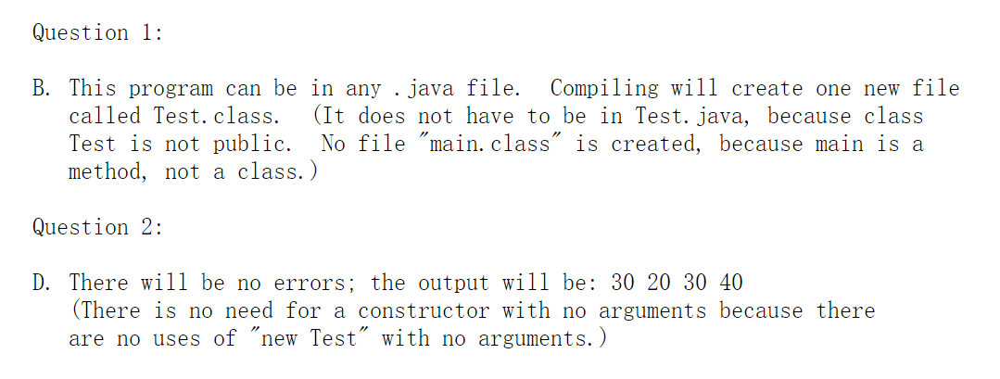 Question 1:
B. This program can be in any .java file.  Compiling will create one new file
called Test.class.  (It does not have to be in Test.java, because class
Test is not public.  No file "main.class" is created, because main is a
method, not a class.)
Question 2:
D. There will be no errors; the output will be: 30 20 30 40
(There is no need for a constructor with no arguments because there
are no uses of "new Test" with no arguments.)